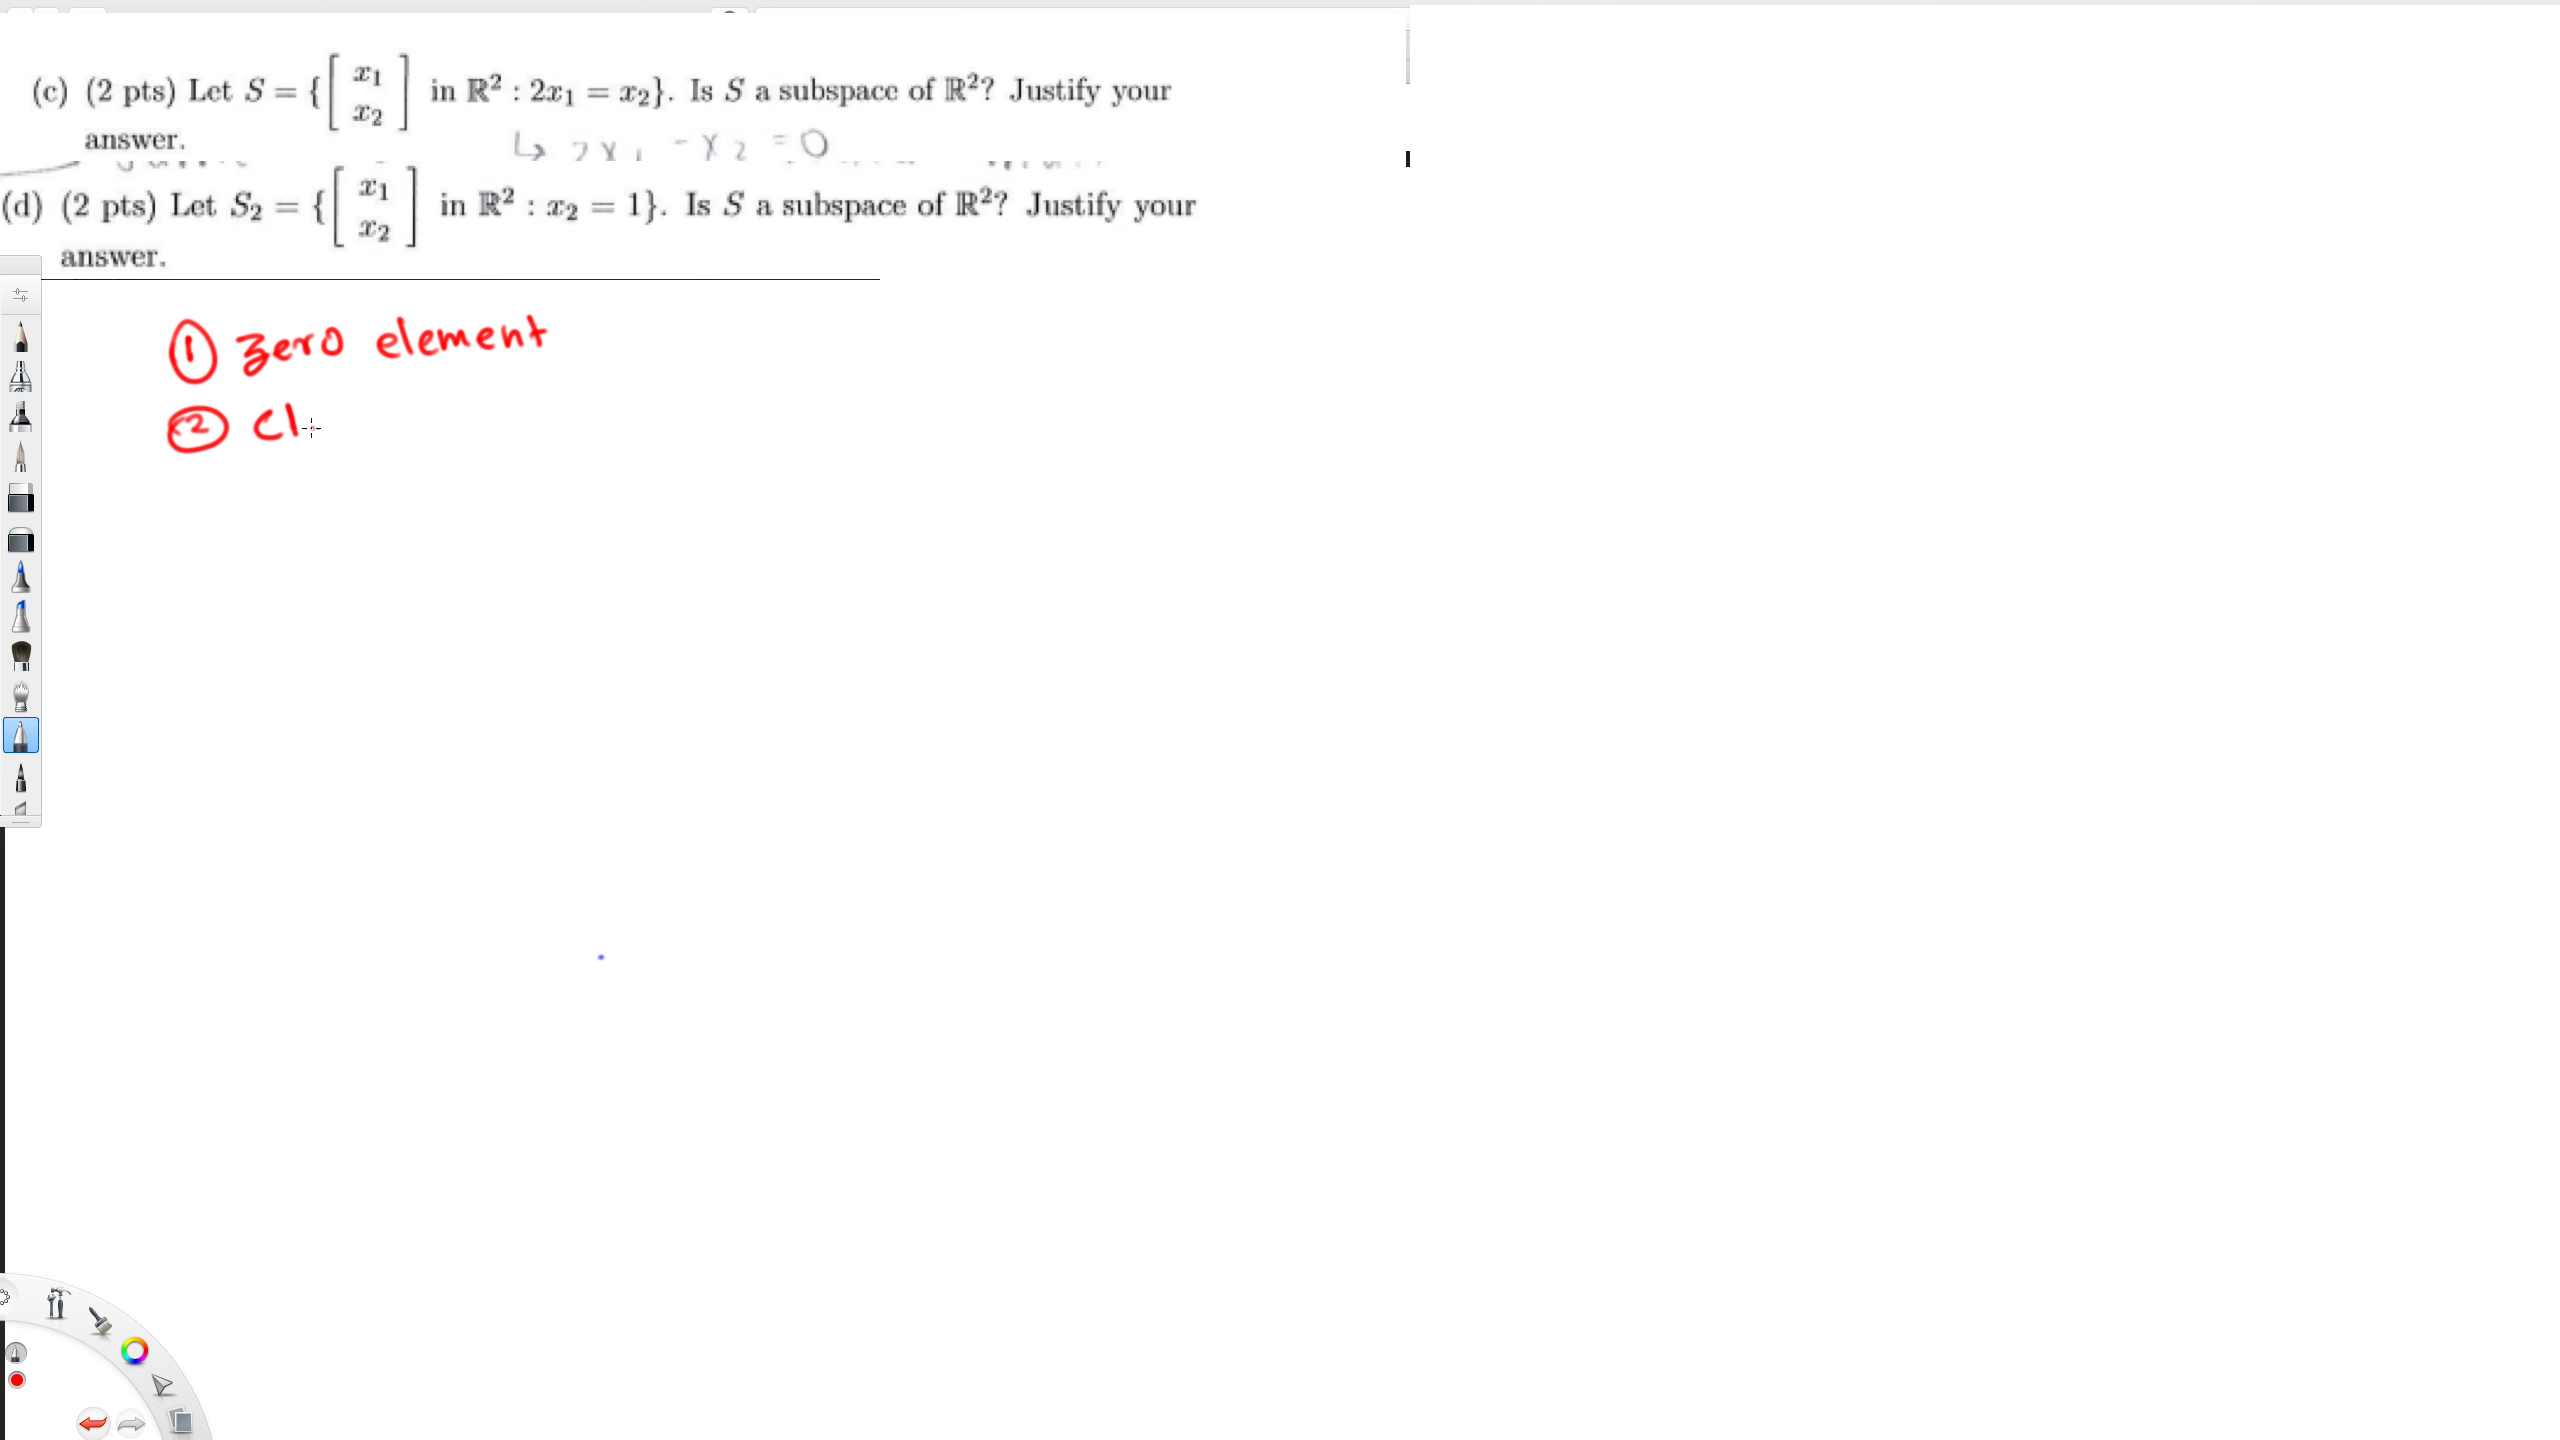 (c) (2 pts) Let S = {[ x₁ x₂ ] in ℝ² : 2x₁ = x₂}. Is S a subspace of ℝ²? Justify your
answer.
↳ 2x₁ - x₂ = 0
(d) (2 pts) Let S₂ = {[ x₁ x₂ ] in ℝ² : x₂ = 1}. Is S a subspace of ℝ²? Justify your
answer.
① zero element
② Cl